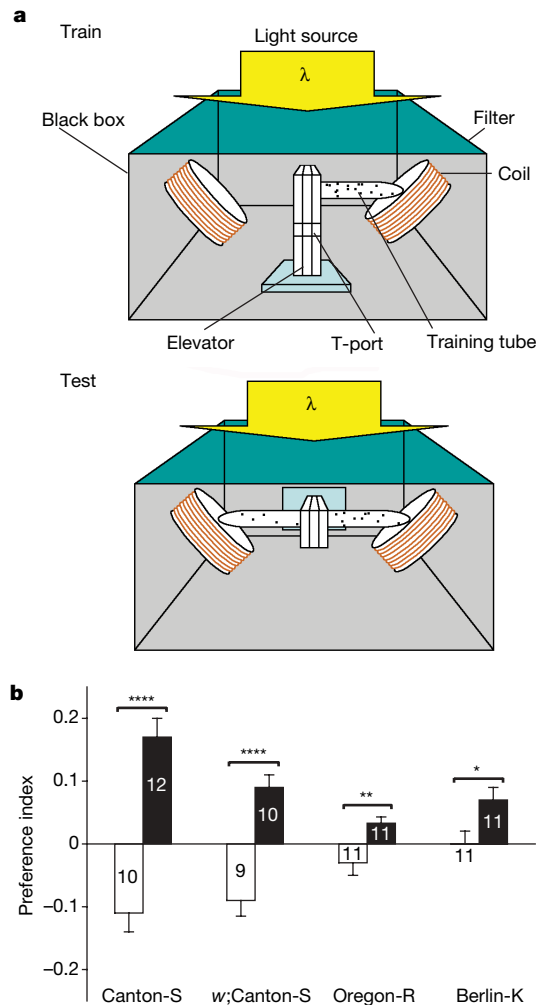 a
Train
Light source
λ
Black box
Filter
Coil
Elevator
T-port
Training tube
Test
λ
b
Preference index
0.2
0.1
0
–0.1
–0.2
****
****
**
*
12
10
11
11
10
9
11
11
Canton-S
w;Canton-S
Oregon-R
Berlin-K